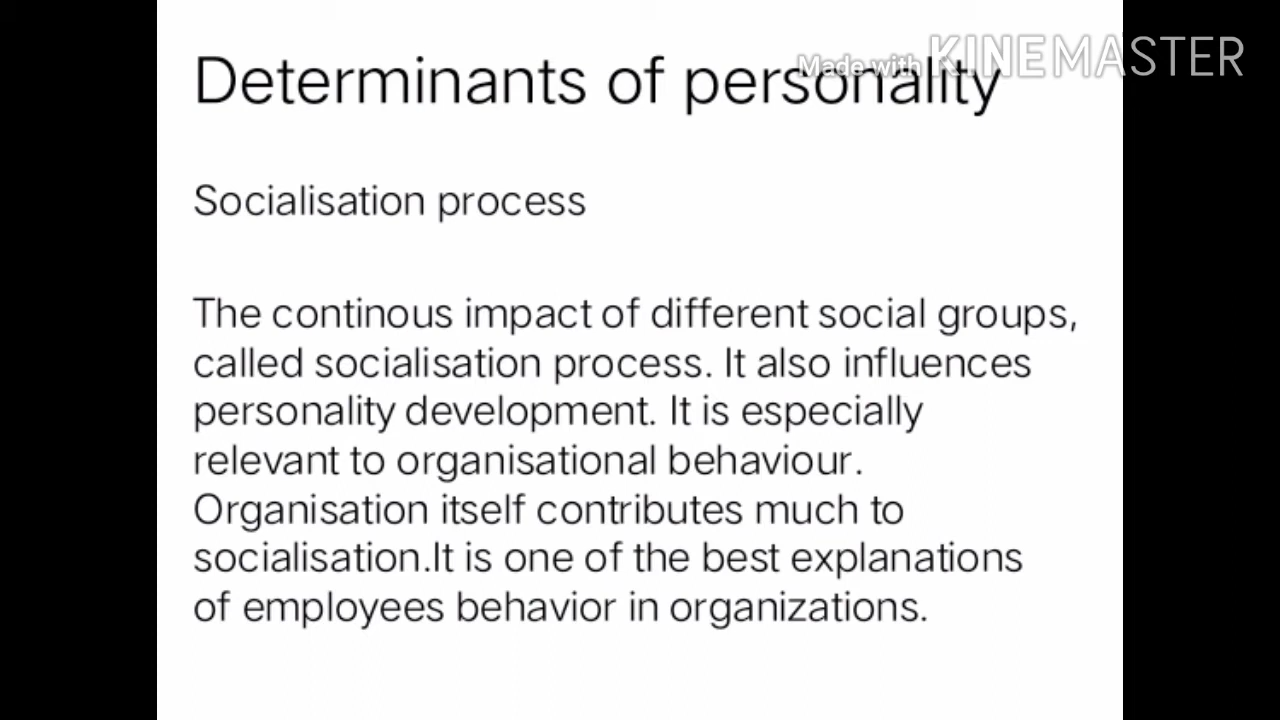 Made with KINEMASTER
Determinants of personality
Socialisation process
The continous impact of different social groups,
called socialisation process. It also influences
personality development. It is especially
relevant to organisational behaviour.
Organisation itself contributes much to
socialisation.It is one of the best explanations
of employees behavior in organizations.